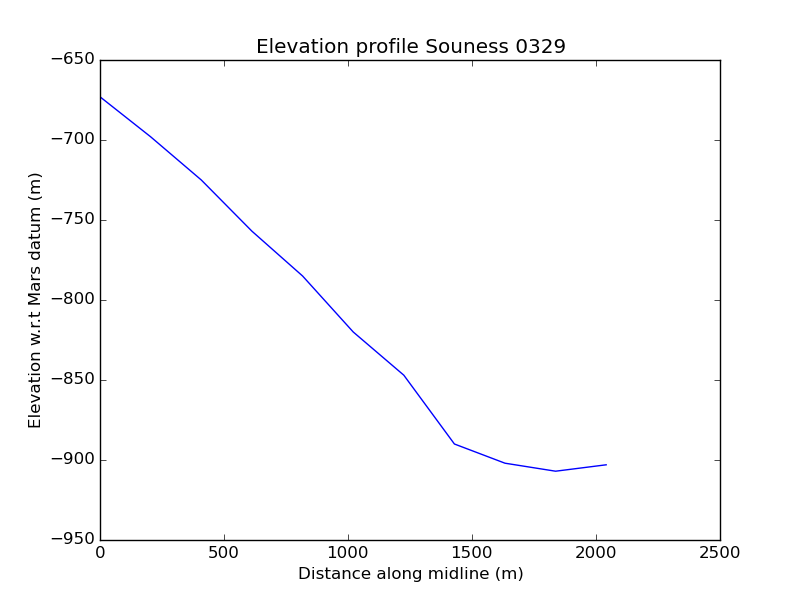 Elevation profile Souness 0329
Elevation w.r.t Mars datum (m)
−650
−700
−750
−800
−850
−900
−950
0 500 1000 1500 2000 2500
Distance along midline (m)